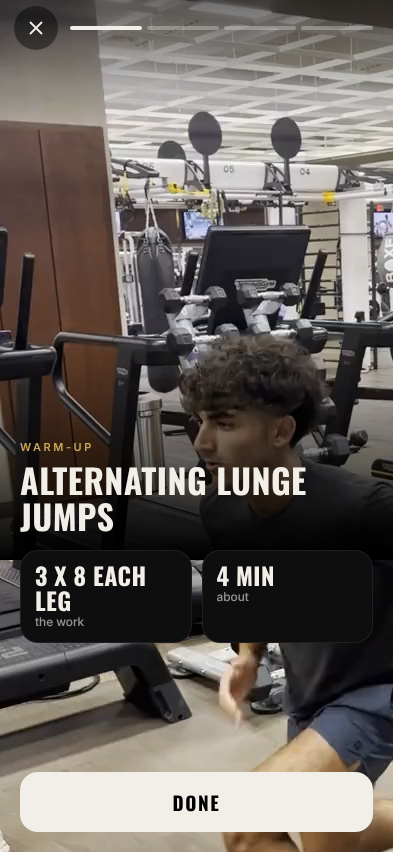 05
04
WARM-UP
ALTERNATING LUNGE
JUMPS
3 X 8 EACH
LEG
the work
4 MIN
about
DONE